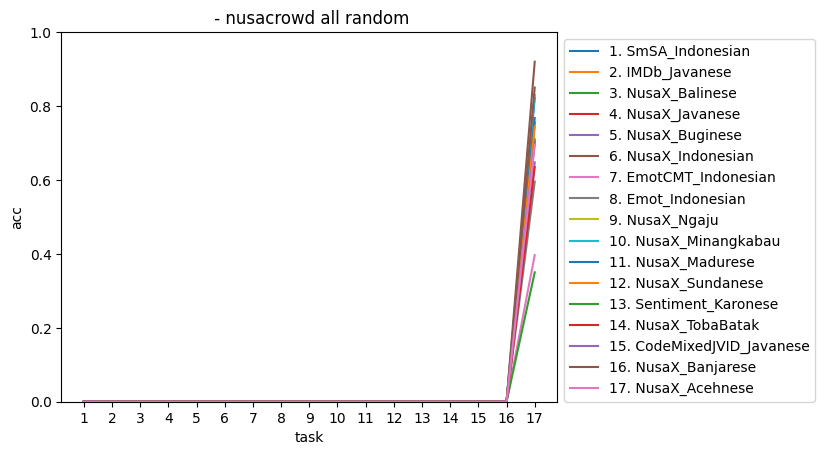 - nusacrowd all random
1.0
0.8
0.6
0.4
0.2
0.0
acc
1 2 3 4 5 6 7 8 9 10 11 12 13 14 15 16 17
task
1. SmSA_Indonesian
2. IMDb_Javanese
3. NusaX_Balinese
4. NusaX_Javanese
5. NusaX_Buginese
6. NusaX_Indonesian
7. EmotCMT_Indonesian
8. Emot_Indonesian
9. NusaX_Ngaju
10. NusaX_Minangkabau
11. NusaX_Madurese
12. NusaX_Sundanese
13. Sentiment_Karonese
14. NusaX_TobaBatak
15. CodeMixedJVID_Javanese
16. NusaX_Banjarese
17. NusaX_Acehnese